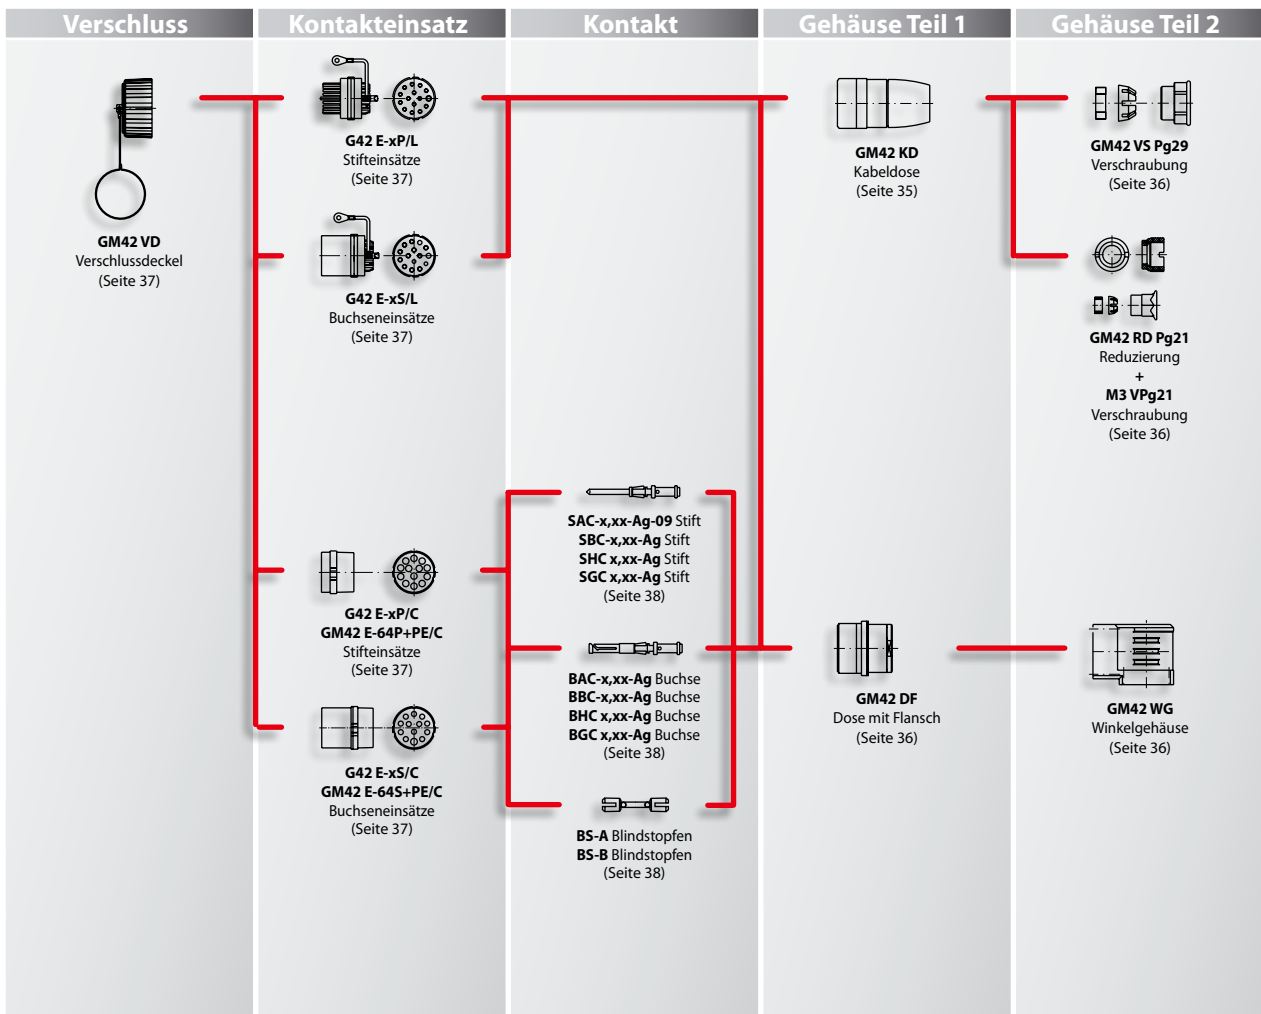 Verschluss
Kontakteinsatz
Kontakt
Gehäuse Teil 1
Gehäuse Teil 2
GM42 VD
Verschlussdeckel
(Seite 37)
G42 E-xP/L
Stifteinsätze
(Seite 37)
G42 E-xS/L
Buchseneinsätze
(Seite 37)
G42 E-xP/C
GM42 E-64P+PE/C
Stifteinsätze
(Seite 37)
G42 E-xS/C
GM42 E-64S+PE/C
Buchseneinsätze
(Seite 37)
SAC-x,xx-Ag-09 Stift
SBC-x,xx-Ag Stift
SHC x,xx-Ag Stift
SGC x,xx-Ag Stift
(Seite 38)
BAC-x,xx-Ag Buchse
BBC-x,xx-Ag Buchse
BHC x,xx-Ag Buchse
BGC x,xx-Ag Buchse
(Seite 38)
BS-A Blindstopfen
BS-B Blindstopfen
(Seite 38)
GM42 KD
Kabeldose
(Seite 35)
GM42 DF
Dose mit Flansch
(Seite 36)
GM42 VS Pg29
Verschraubung
(Seite 36)
GM42 RD Pg21
Reduzierung
+
M3 VPg21
Verschraubung
(Seite 36)
GM42 WG
Winkelgehäuse
(Seite 36)